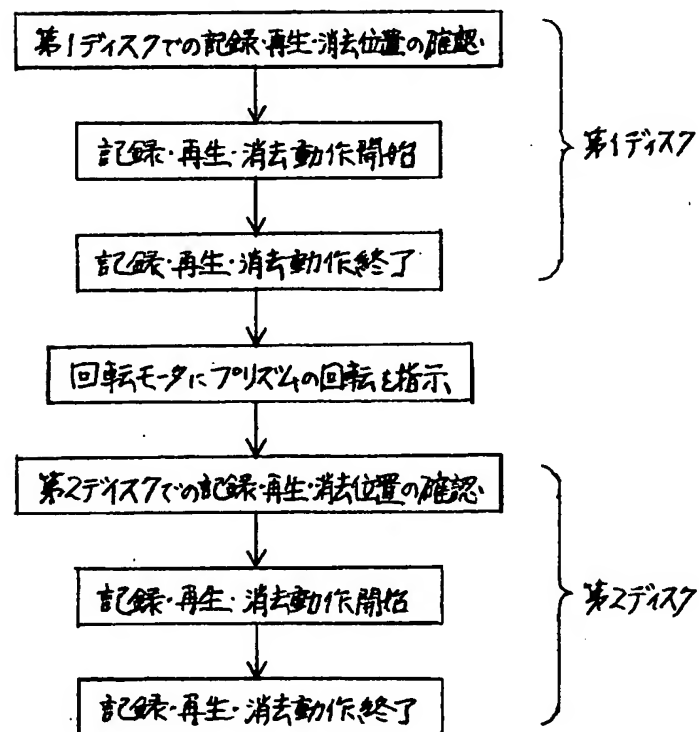 第1ディスクでの記録・再生・消去位置の確認
記録・再生・消去動作開始
記録・再生・消去動作終了
第1ディスク
回転モータにプリズムの回転を指示
第2ディスクでの記録・再生・消去位置の確認
記録・再生・消去動作開始
記録・再生・消去動作終了
第2ディスク